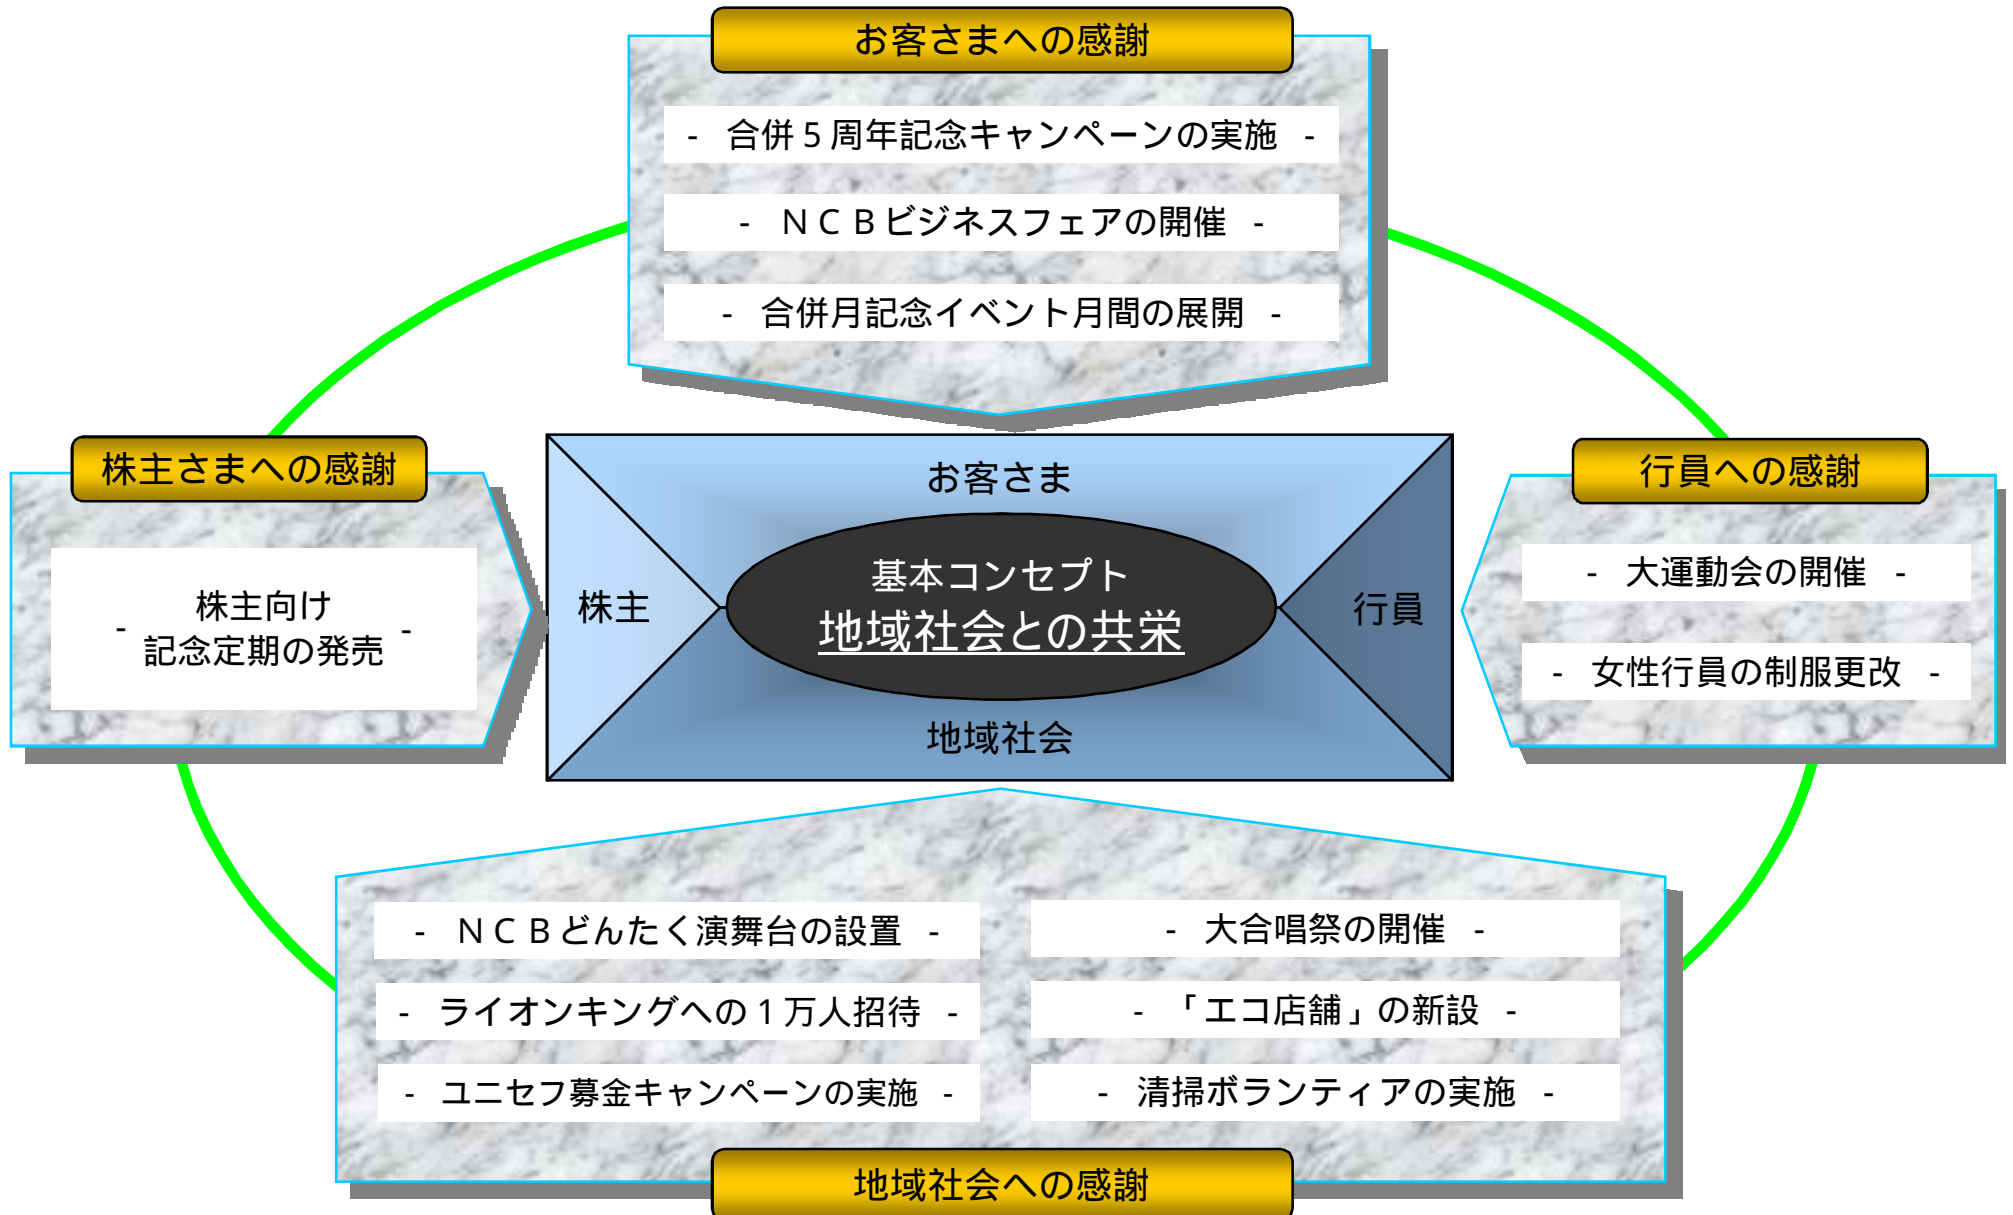 お客さまへの感謝
- 合併５周年記念キャンペーンの実施 -
- ＮＣＢビジネスフェアの開催 -
- 合併月記念イベント月間の展開 -
株主さまへの感謝
株主向け
- 記念定期の発売 -
お客さま
株主
基本コンセプト
地域社会との共栄
行員
地域社会
行員への感謝
- 大運動会の開催 -
- 女性行員の制服更改 -
- ＮＣＢどんたく演舞台の設置 -
- ライオンキングへの１万人招待 -
- ユニセフ募金キャンペーンの実施 -
- 大合唱祭の開催 -
- 「エコ店舗」の新設 -
- 清掃ボランティアの実施 -
地域社会への感謝